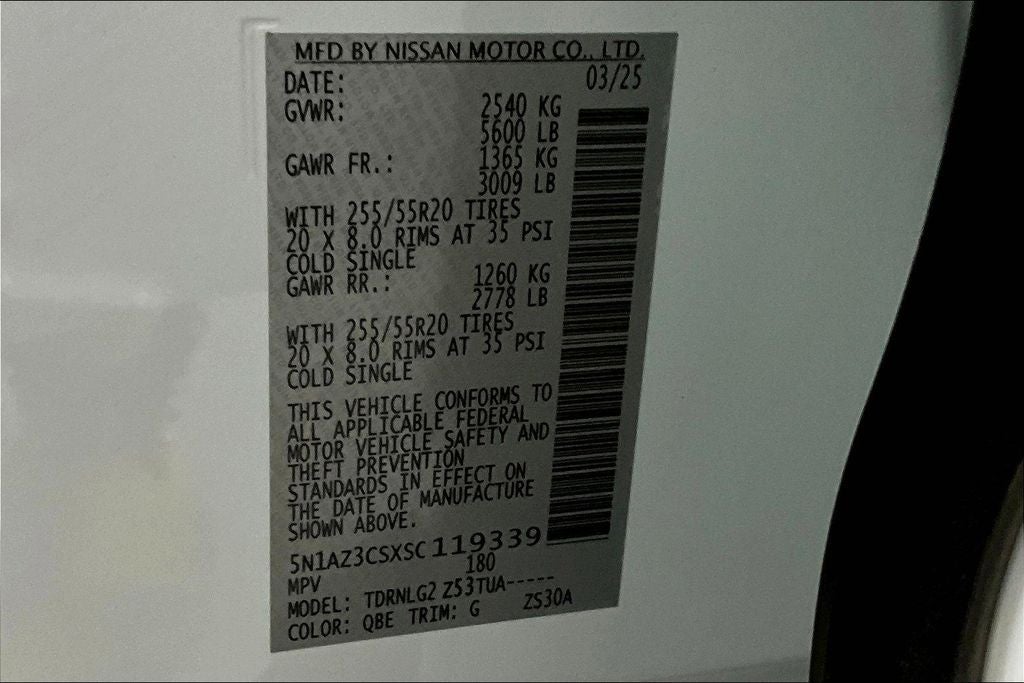 MFD BY NISSAN MOTOR CO., LTD.
DATE: 03/25
GVWR: 2540 KG
5600 LB
GAWR FR.: 1365 KG
3009 LB
WITH 255/55R20 TIRES
20 X 8.0 RIMS AT 35 PSI
COLD SINGLE
GAWR RR.: 1260 KG
2778 LB
WITH 255/55R20 TIRES
20 X 8.0 RIMS AT 35 PSI
COLD SINGLE
THIS VEHICLE CONFORMS TO
ALL APPLICABLE FEDERAL
MOTOR VEHICLE SAFETY AND
THEFT PREVENTION
STANDARDS IN EFFECT ON
THE DATE OF MANUFACTURE
SHOWN ABOVE.
5N1AZ3CSXSC119339
MPV 180
MODEL: TDRNLG2 Z53TUA-----
COLOR: QBE TRIM: G ZS30A